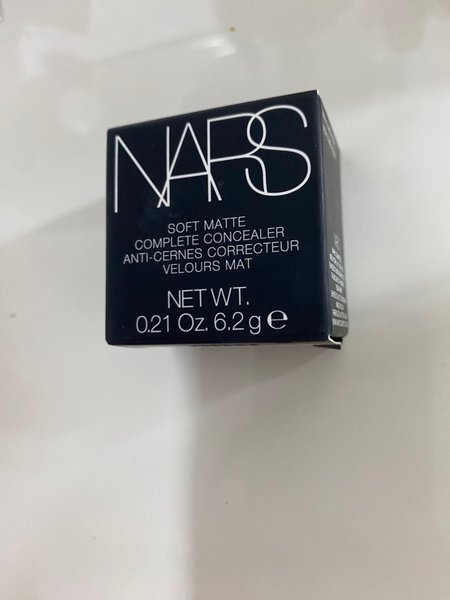 NARS
SOFT MATTE
COMPLETE CONCEALER
ANTI-CERNES CORRECTEUR
VELOURS MAT
NET WT.
0.21 Oz. 6.2 g ℮